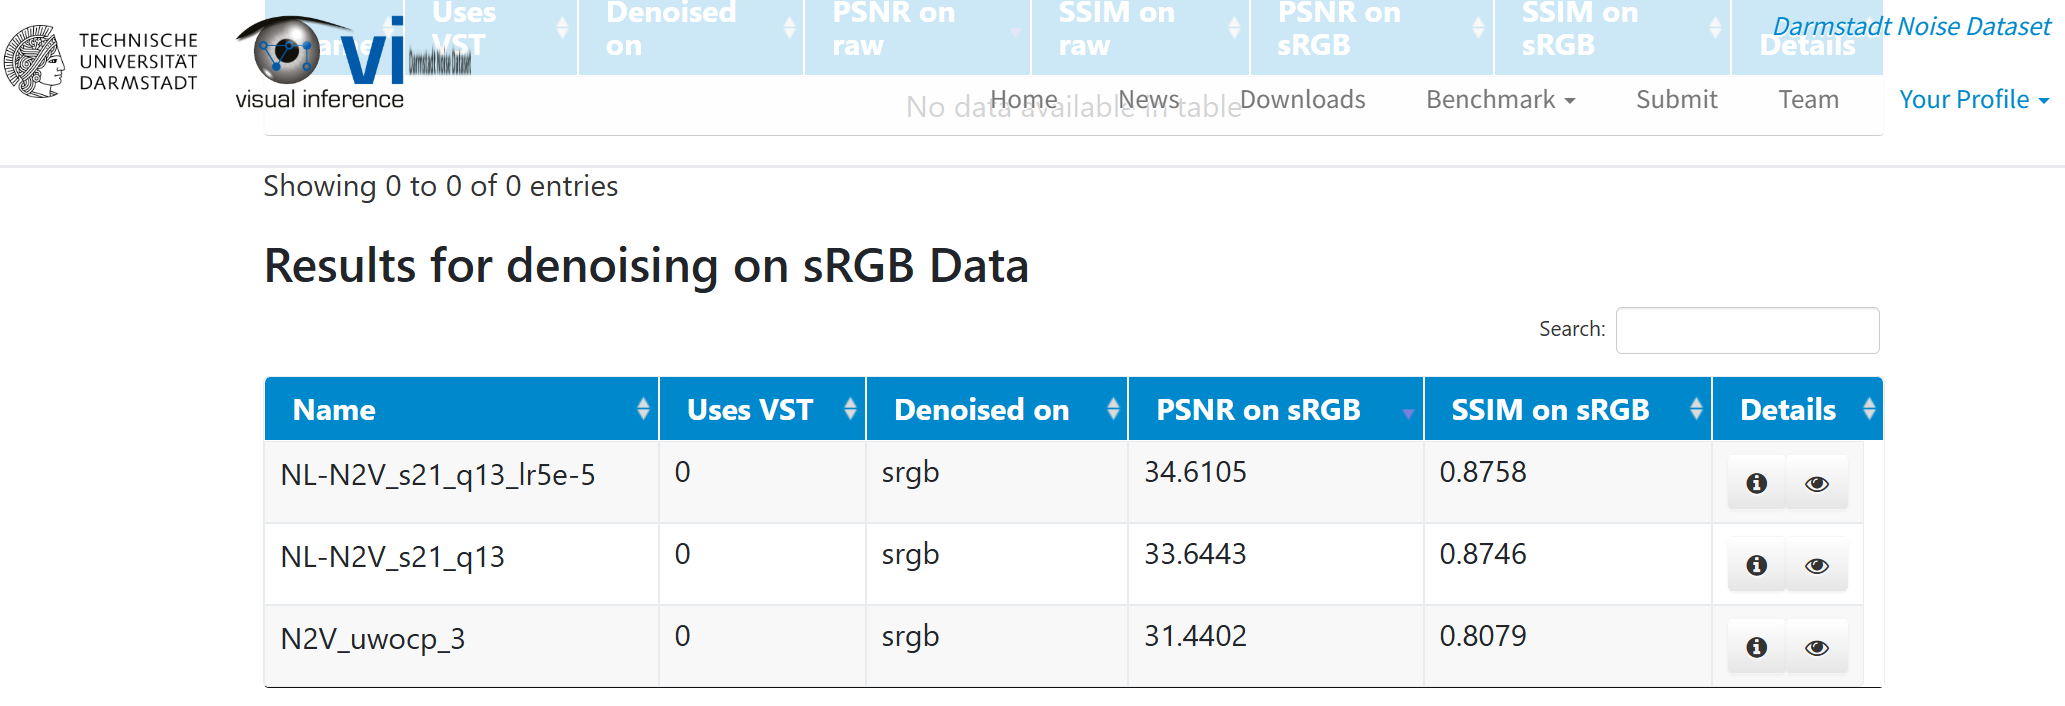 TECHNISCHE
UNIVERSITÄT
DARMSTADT
vi
visual inference
Darmstadt Noise Dataset
Uses VST
Denoised on
PSNR on raw
SSIM on raw
PSNR on sRGB
SSIM on sRGB
Details
Darmstadt Noise Dataset
No data available in table
Home News Downloads Benchmark Submit Team Your Profile
Showing 0 to 0 of 0 entries
Results for denoising on sRGB Data
Search:
Name Uses VST Denoised on PSNR on sRGB SSIM on sRGB Details
NL-N2V_s21_q13_lr5e-5 0 srgb 34.6105 0.8758
NL-N2V_s21_q13 0 srgb 33.6443 0.8746
N2V_uwocp_3 0 srgb 31.4402 0.8079